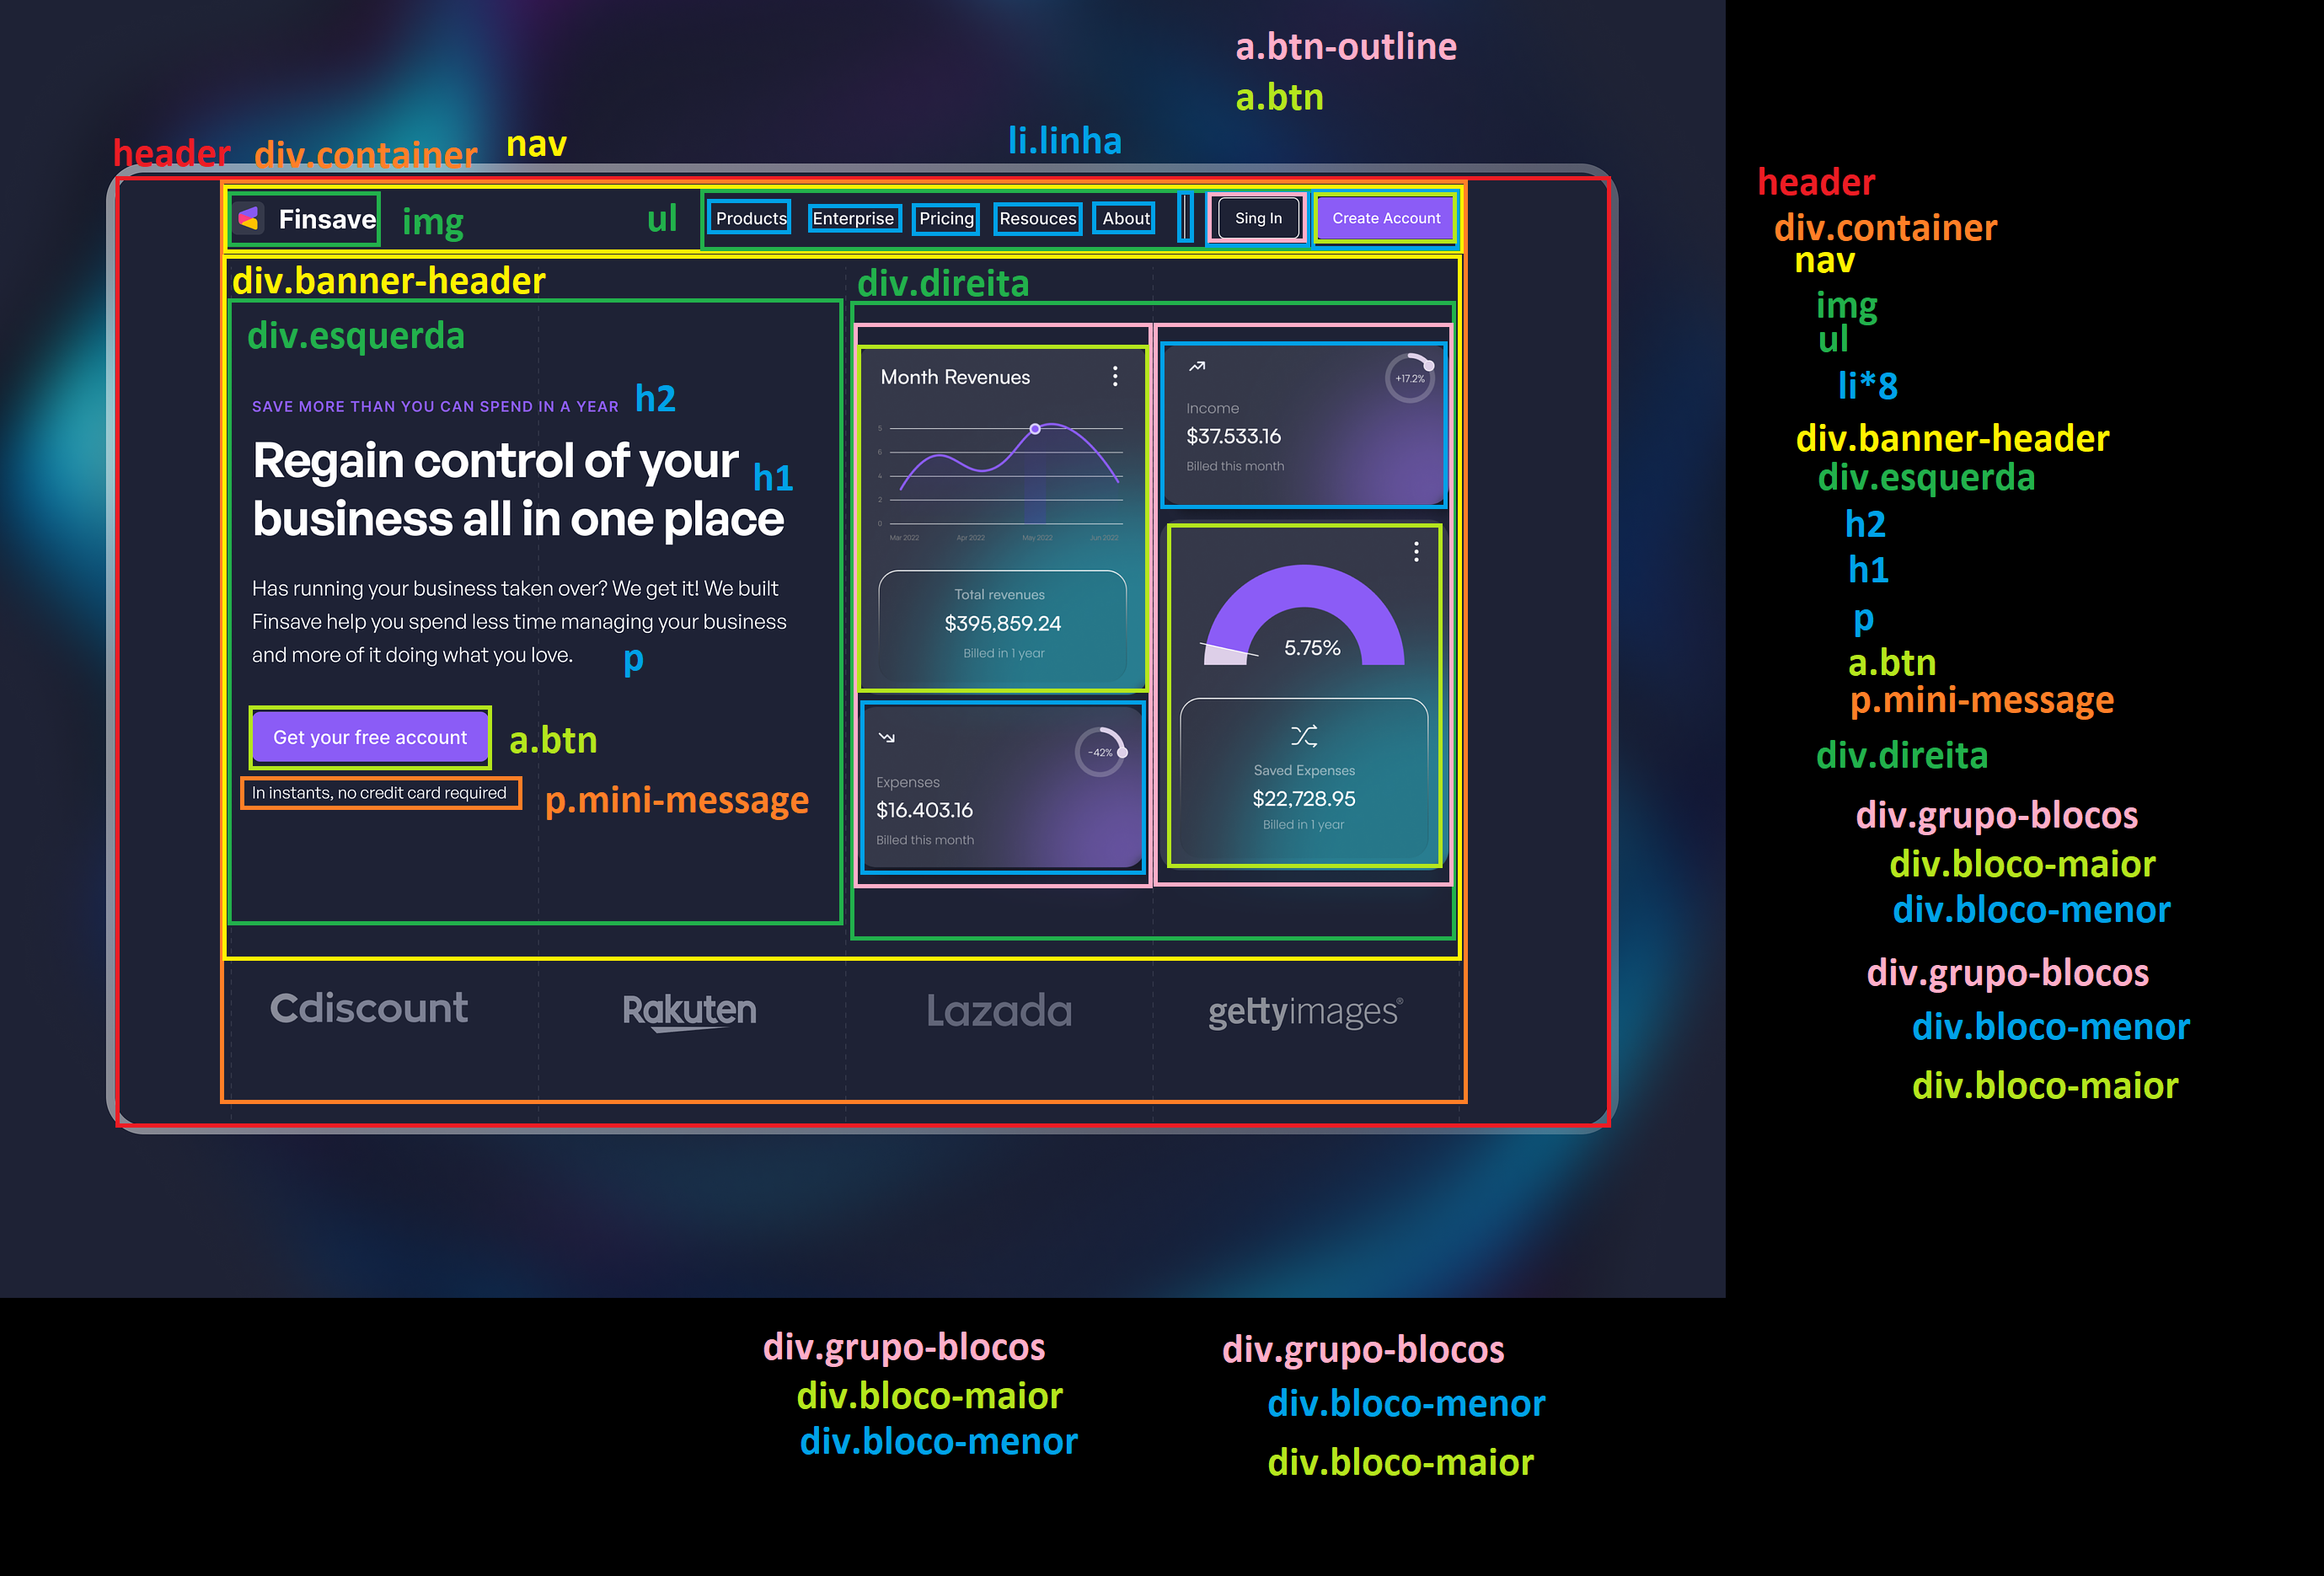 a.btn-outline
a.btn
li.linha
header div.container nav
Finsave img ul Products Enterprise Pricing Resouces About Sing In Create Account
div.banner-header
div.esquerda
SAVE MORE THAN YOU CAN SPEND IN A YEAR h2
Regain control of your
h1
business all in one place
Has running your business taken over? We get it! We built
Finsave help you spend less time managing your business
and more of it doing what you love.
p
Get your free account a.btn
In instants, no credit card required p.mini-message
div.direita
Month Revenues
5
6
4
2
0
Mar 2022 Apr 2022 May 2022 Jun 2022
Total revenues
$395,859.24
Billed in 1 year
-42%
Expenses
$16.403.16
Billed this month
+17.2%
Income
$37.533.16
Billed this month
5.75%
Saved Expenses
$22,728.95
Billed in 1 year
Cdiscount Rakuten Lazada gettyimages®
header
div.container
nav
img
ul
li*8
div.banner-header
div.esquerda
h2
h1
p
a.btn
p.mini-message
div.direita
div.grupo-blocos
div.bloco-maior
div.bloco-menor
div.grupo-blocos
div.bloco-menor
div.bloco-maior
div.grupo-blocos
div.bloco-maior
div.bloco-menor
div.grupo-blocos
div.bloco-menor
div.bloco-maior